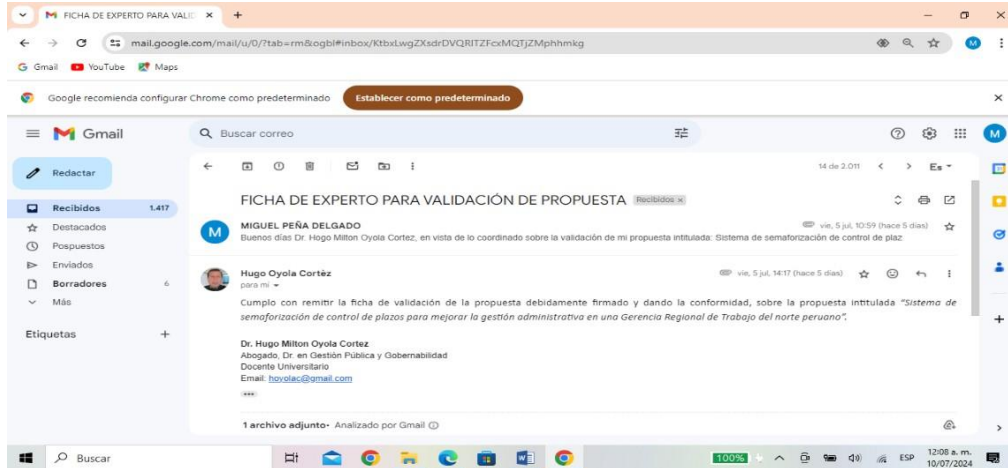 FICHA DE EXPERTO PARA VALID
mail.google.com/mail/u/0/?tab=rm&ogbl#inbox/KtbxLwgZXsdrDVQRITZFcxMQTjZMphhmkg
Gmail
YouTube
Maps
Google recomienda configurar Chrome como predeterminado
Establecer como predeterminado
Gmail
Buscar correo
M
Redactar
14 de 2.011
Es
FICHA DE EXPERTO PARA VALIDACIÓN DE PROPUESTA
Recibidos x
Recibidos 1.417
Destacados
Pospuestos
Enviados
Borradores 6
Más
Etiquetas
M
MIGUEL PEÑA DELGADO
vie, 5 jul, 10:59 (hace 5 días)
Buenos días Dr. Hogo Milton Oyola Cortez, en vista de lo coordinado sobre la validación de mi propuesta intitulada: Sistema de semaforización de control de plaz
Hugo Oyola Cortèz
vie, 5 jul, 14:17 (hace 5 días)
para mí
Cumplo con remitir la ficha de validación de la propuesta debidamente firmado y dando la conformidad, sobre la propuesta intitulada "Sistema de
semaforización de control de plazos para mejorar la gestión administrativa en una Gerencia Regional de Trabajo del norte peruano".
Dr. Hugo Milton Oyola Cortez
Abogado, Dr. en Gestión Pública y Gobernabilidad
Docente Universitario
Email: hoyolac@gmail.com
1 archivo adjunto• Analizado por Gmail
Buscar
100%
ESP
12:08 a. m.
10/07/2024